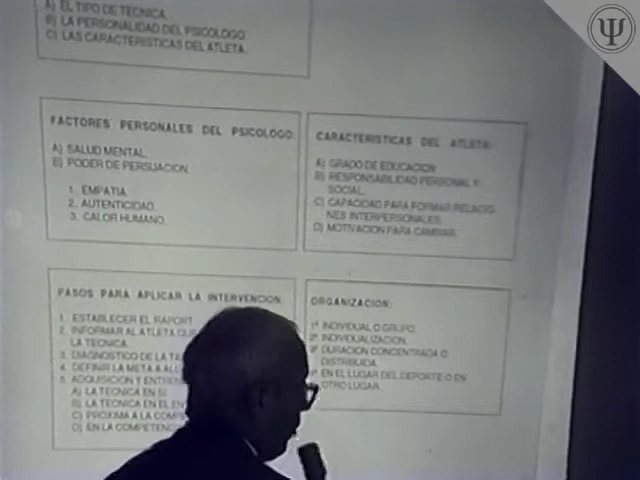 A) EL TIPO DE TECNICA.
B) LA PERSONALIDAD DEL PSICOLOGO.
C) LAS CARACTERISTICAS DEL ATLETA.
FACTORES PERSONALES DEL PSICOLOGO:
A) SALUD MENTAL.
B) PODER DE PERSUACION.
1. EMPATIA.
2. AUTENTICIDAD.
3. CALOR HUMANO.
CARACTERISTICAS DEL ATLETA:
A) GRADO DE EDUCACION
B) RESPONSABILIDAD PERSONAL Y
SOCIAL.
C) CAPACIDAD PARA FORMAR RELACIO-
NES INTERPERSONALES.
D) MOTIVACION PARA CAMBIAR.
PASOS PARA APLICAR LA INTERVENCION:
1. ESTABLECER EL RAPORT
2. INFORMAR AL ATLETA QUE
LA TECNICA.
3. DIAGNOSTICO DE LA
4. DEFINIR LA META A
5. ADQUISICION Y
A) LA TECNICA EN SI.
B) LA TECNICA EN EL
C) PROXIMA A LA
D) EN LA
ORGANIZACION:
1º INDIVIDUAL O GRUPO.
2º INDIVIDUALIZACION.
3º DURACION CONCENTRADA O
DISTRIBUIDA.
EN EL LUGAR DEL DEPORTE O EN
OTRO LUGAR.
Ψ